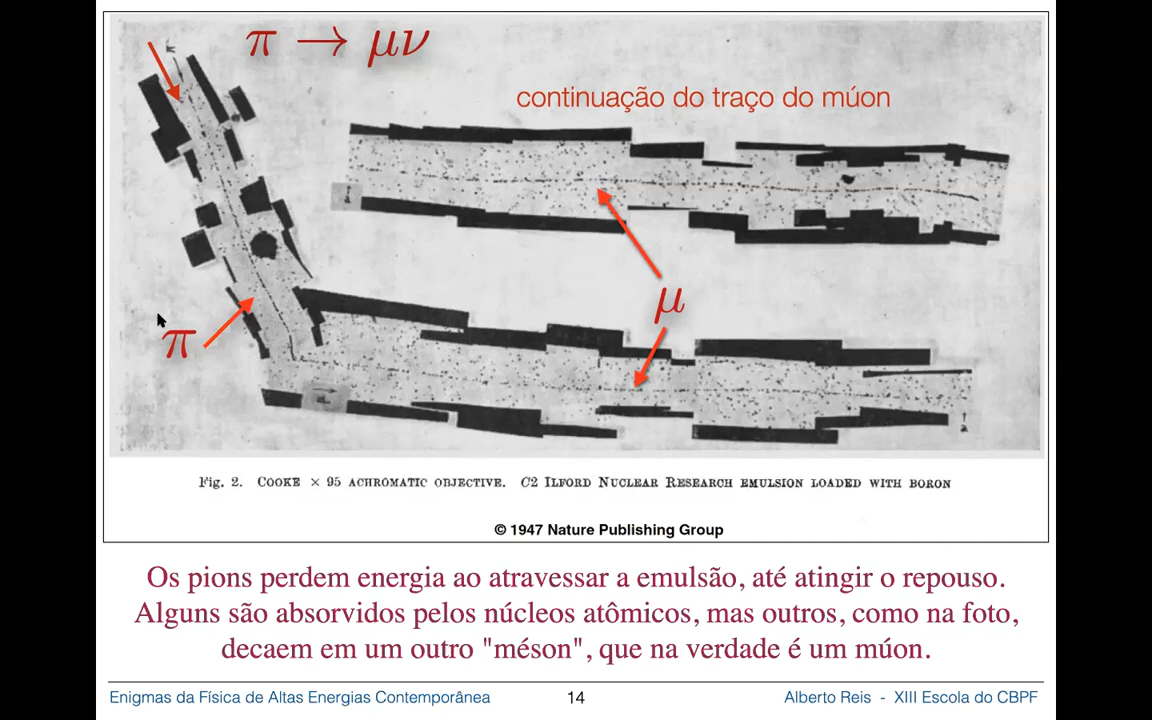 π → μν
continuação do traço do múon
μ
π
Fig. 2. COOKE × 95 ACHROMATIC OBJECTIVE. C2 ILFORD NUCLEAR RESEARCH EMULSION LOADED WITH BORON
© 1947 Nature Publishing Group
Os pions perdem energia ao atravessar a emulsão, até atingir o repouso.
Alguns são absorvidos pelos núcleos atômicos, mas outros, como na foto,
decaem em um outro "méson", que na verdade é um múon.
Enigmas da Física de Altas Energias Contemporânea 14 Alberto Reis - XIII Escola do CBPF